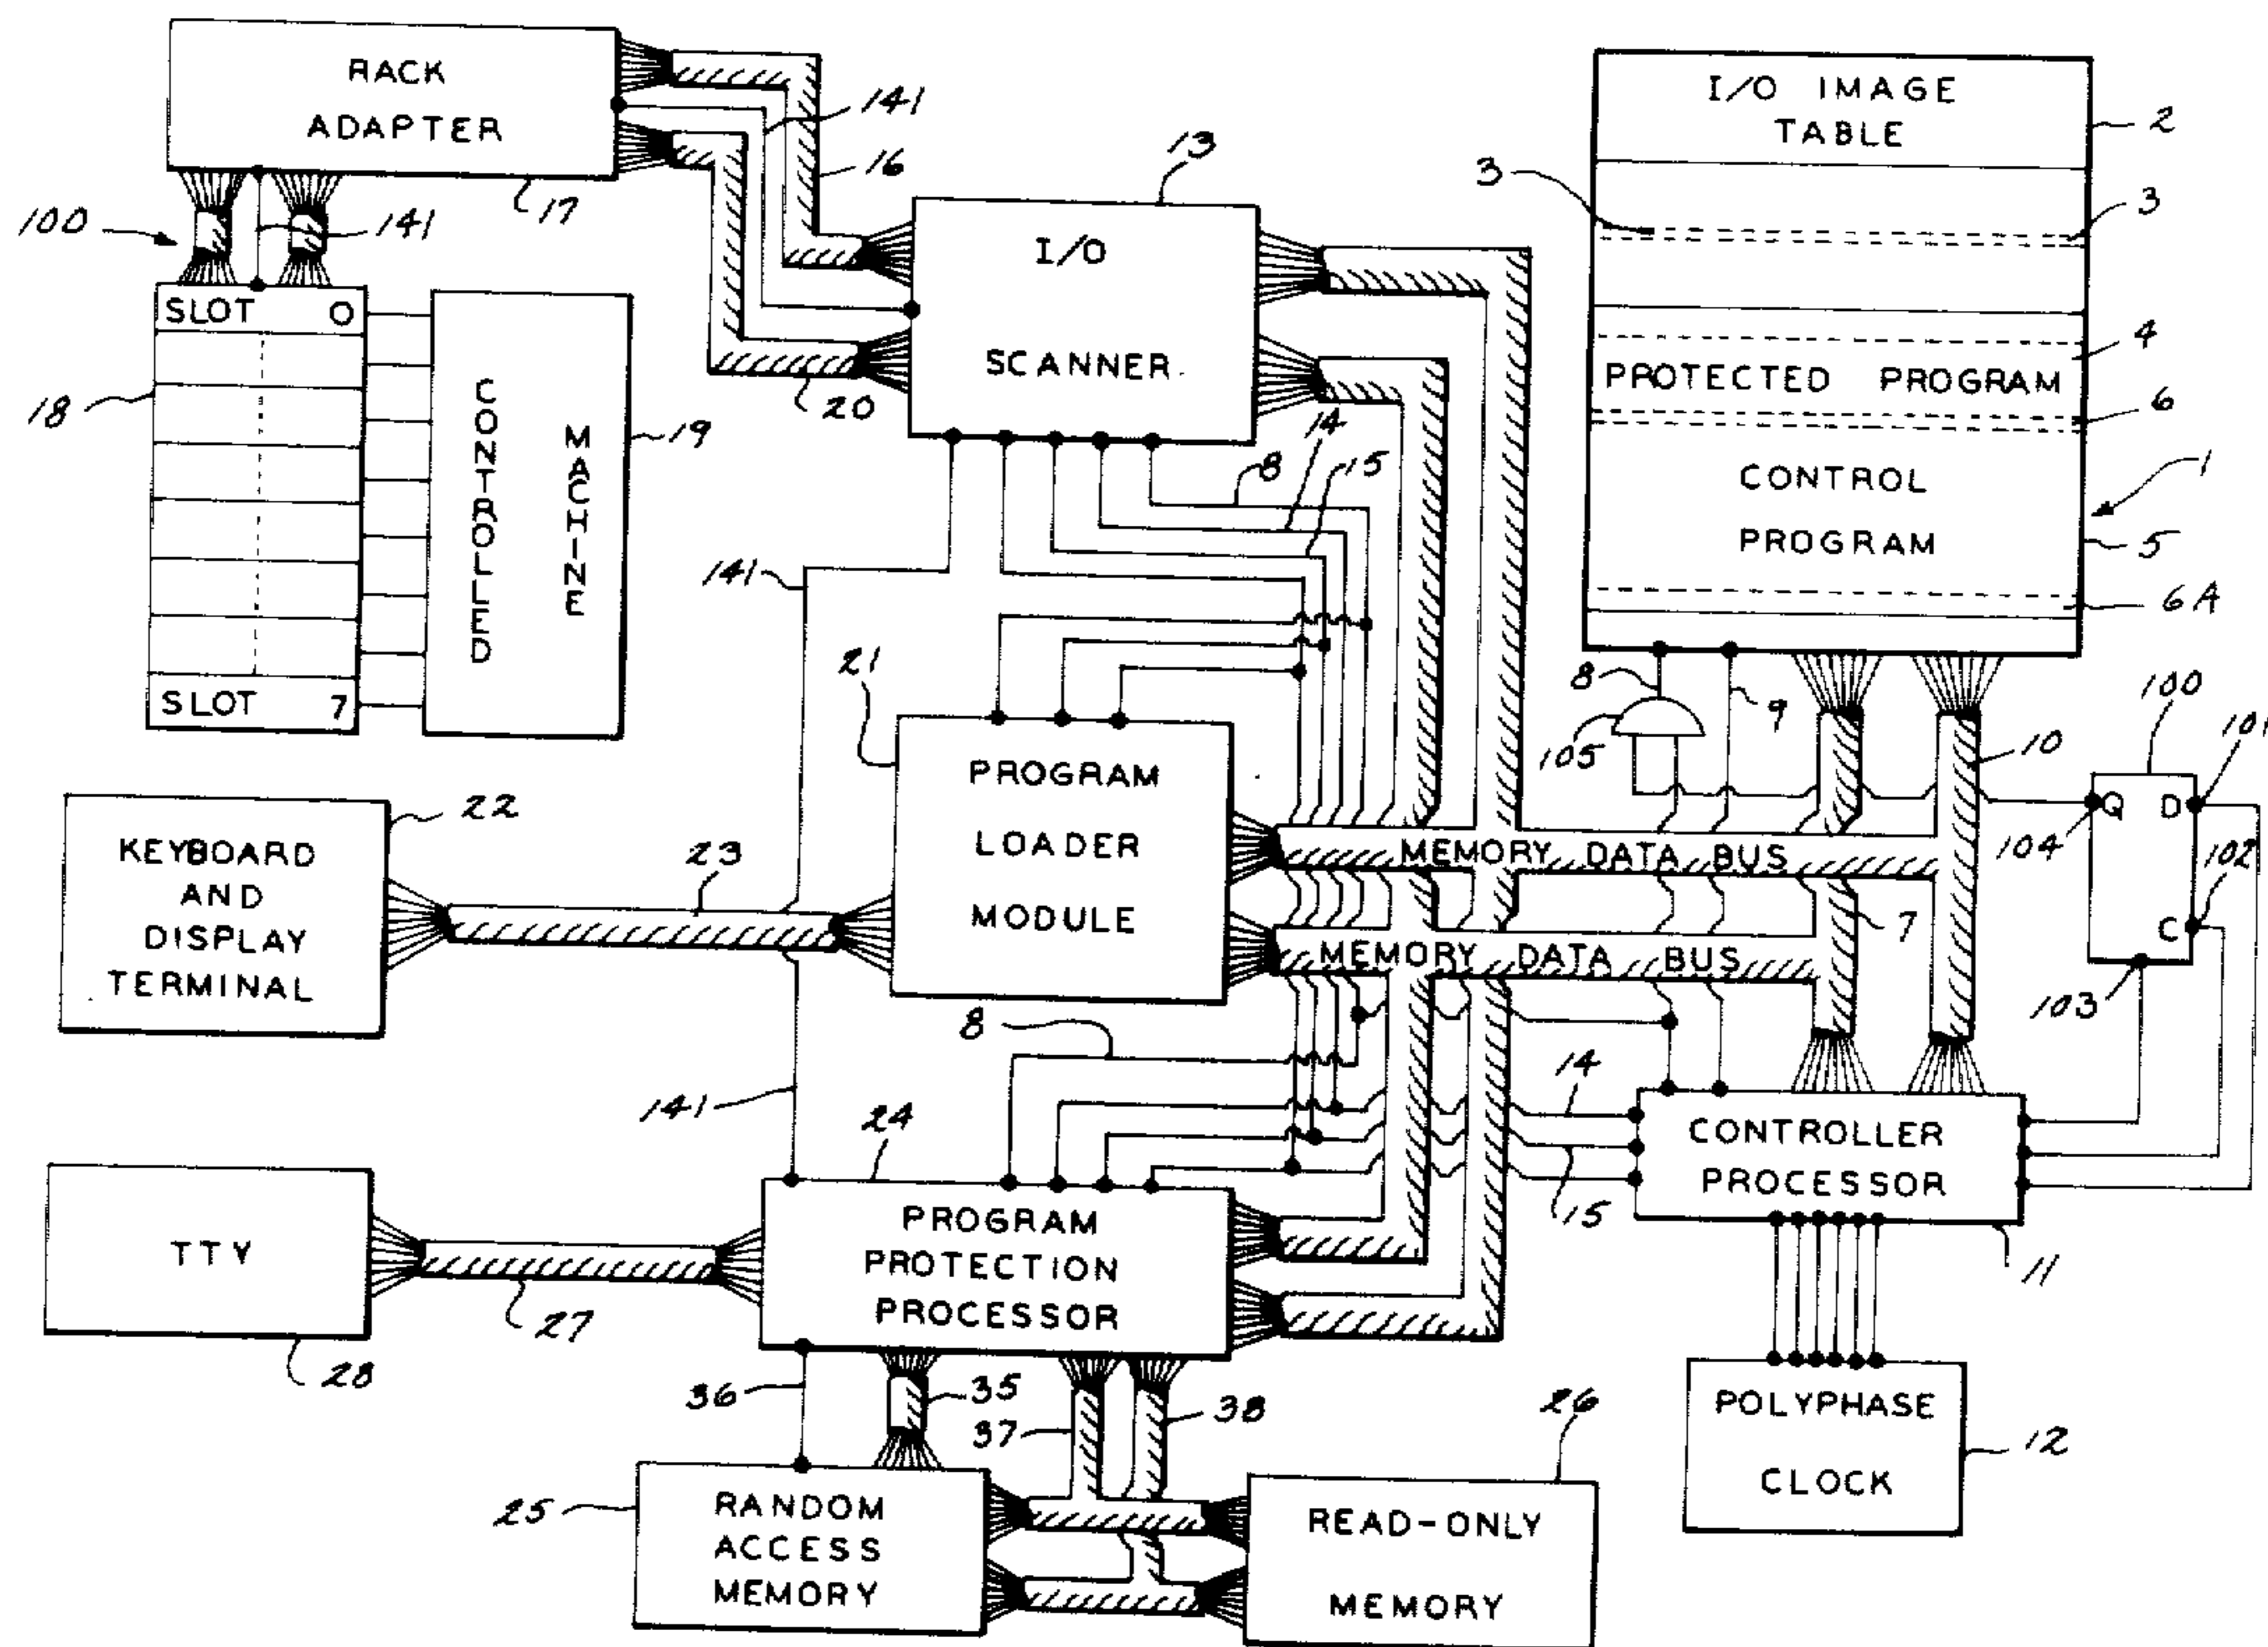 RACK
ADAPTER
17
141
16
20
100
141
SLOT 0
SLOT 7
18
CONTROLLED
MACHINE
19
13
I/O
SCANNER
8
14
15
141
I/O IMAGE
TABLE
2
3
3
4
PROTECTED PROGRAM
6
CONTROL
PROGRAM
1
5
6A
8
9
105
10
100
101
Q D
104
102
C
103
21
PROGRAM
LOADER
MODULE
22
KEYBOARD
AND
DISPLAY
TERMINAL
23
MEMORY DATA BUS
7
MEMORY DATA BUS
8
141
14
15
24
PROGRAM
PROTECTION
PROCESSOR
CONTROLLER
PROCESSOR
11
TTY
28
27
36
35
37
38
26
POLYPHASE
CLOCK
12
25
RANDOM
ACCESS
MEMORY
READ-ONLY
MEMORY